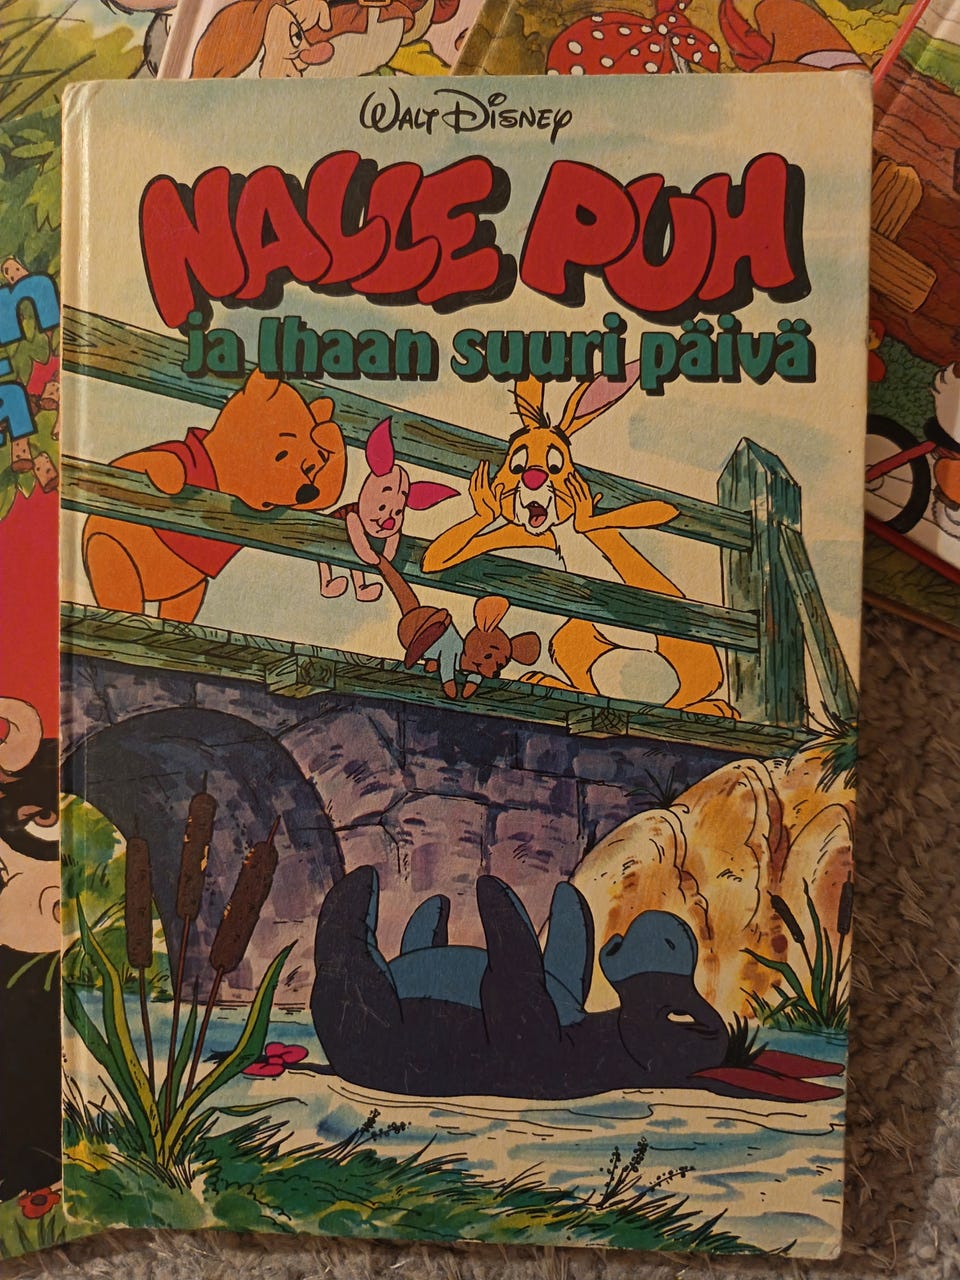 WALT DISNEY
NALLE PUH
ja Ihaan suuri päivä
n
ä